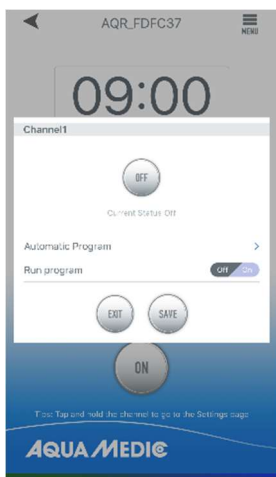 AQR_FDFC37
MENU
09:00
Channel1
OFF
Current Status Off
Automatic Program >
Run program Off On
EXIT SAVE
ON
Tips: Tap and hold the channel to go to the Settings page
AQUA MEDIC